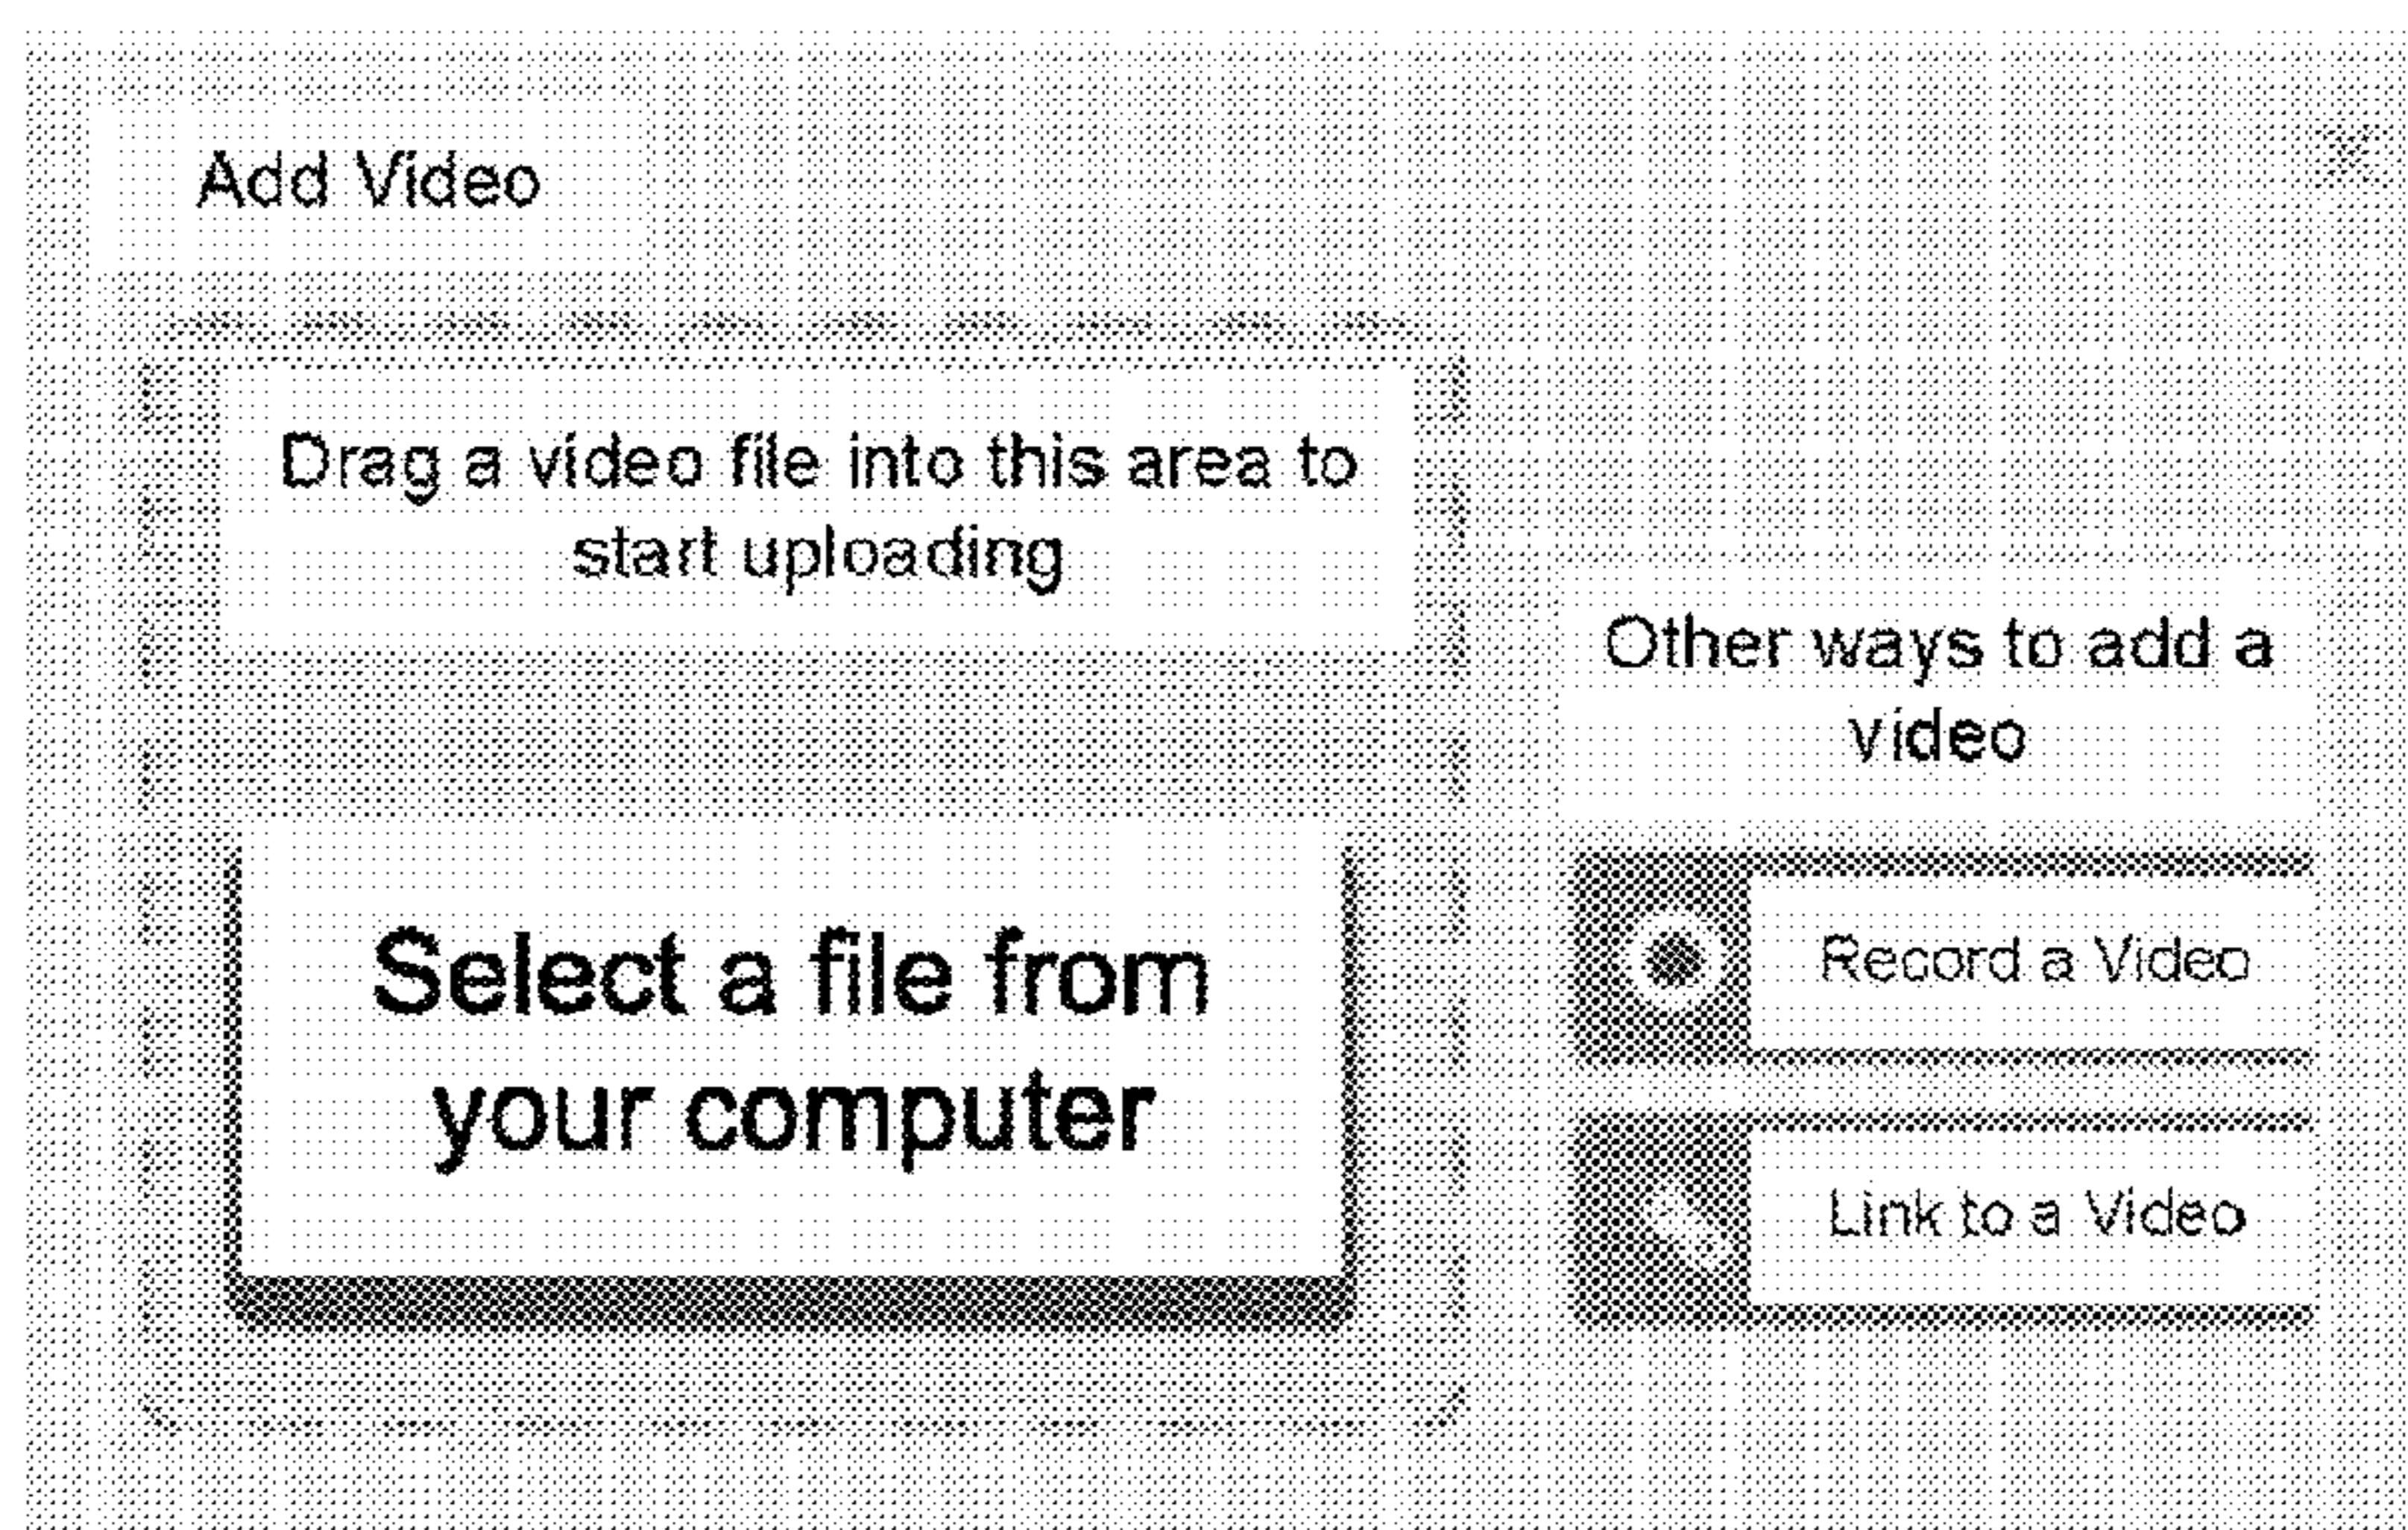 Add Video
Drag a video file into this area to
start uploading
Select a file from
your computer
Other ways to add a
video
Record a Video
Link to a Video